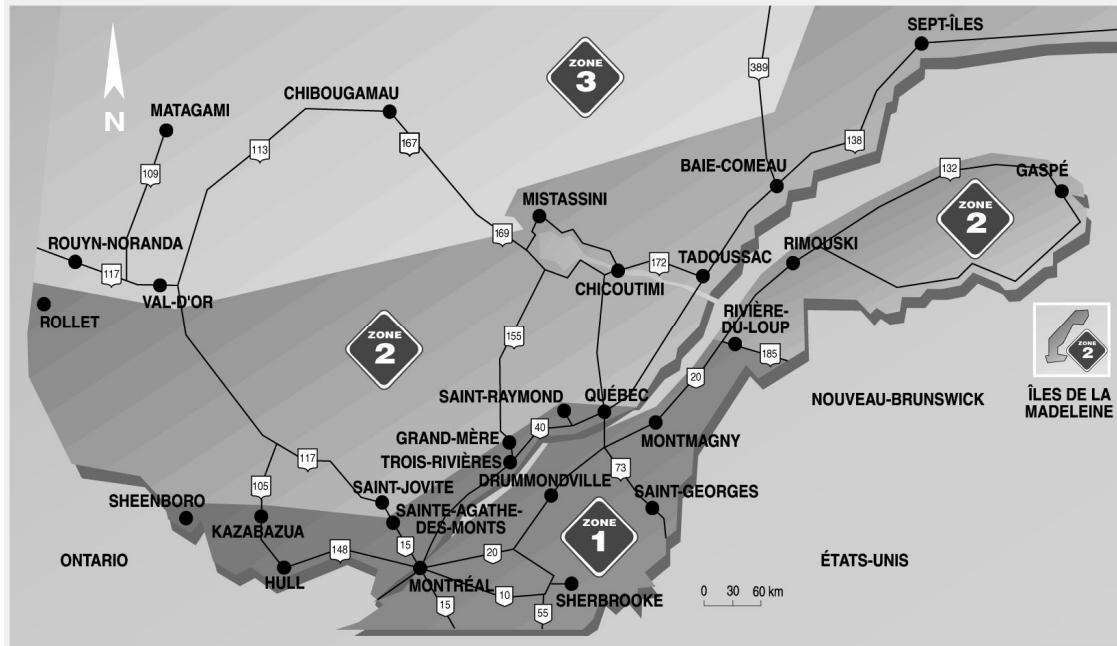 SEPT-ÎLES
ZONE
3
389
CHIBOUGAMAU
N
MATAGAMI
113
167
138
109
BAIE-COMEAU
132
GASPÉ
MISTASSINI
ZONE
2
ROUYN-NORANDA
169
172
TADOUSSAC
RIMOUSKI
117
CHICOUTIMI
VAL-D'OR
ROLLET
RIVIÈRE-
DU-LOUP
155
ZONE
2
ZONE
2
185
20
SAINT-RAYMOND
QUÉBEC
NOUVEAU-BRUNSWICK
ÎLES DE LA
MADELEINE
GRAND-MÈRE
40
MONTMAGNY
117
TROIS-RIVIÈRES
73
105
DRUMMONDVILLE
SAINT-JOVITE
SAINT-GEORGES
SHEENBORO
SAINTE-AGATHE-
DES-MONTS
KAZABAZUA
ZONE
1
ONTARIO
148
15
20
ÉTATS-UNIS
HULL
MONTRÉAL
10
SHERBROOKE
0 30 60 km
15
55